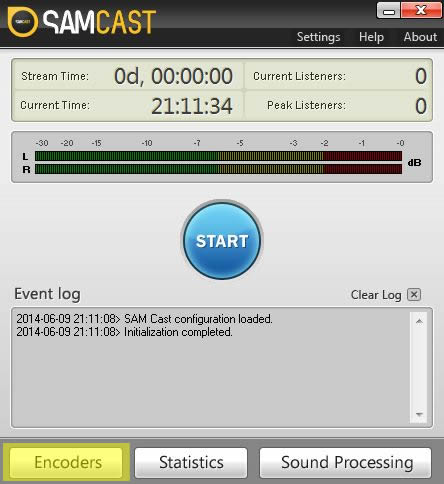 SAMCAST
Settings Help About
Stream Time: 0d, 00:00:00 Current Listeners: 0
Current Time: 21:11:34 Peak Listeners: 0
-30 -20 -15 -10 -7 -5 -3 -2 -1 -0
L
R
dB
START
Event log Clear Log
2014-06-09 21:11:08> SAM Cast configuration loaded.
2014-06-09 21:11:08> Initialization completed.
Encoders Statistics Sound Processing